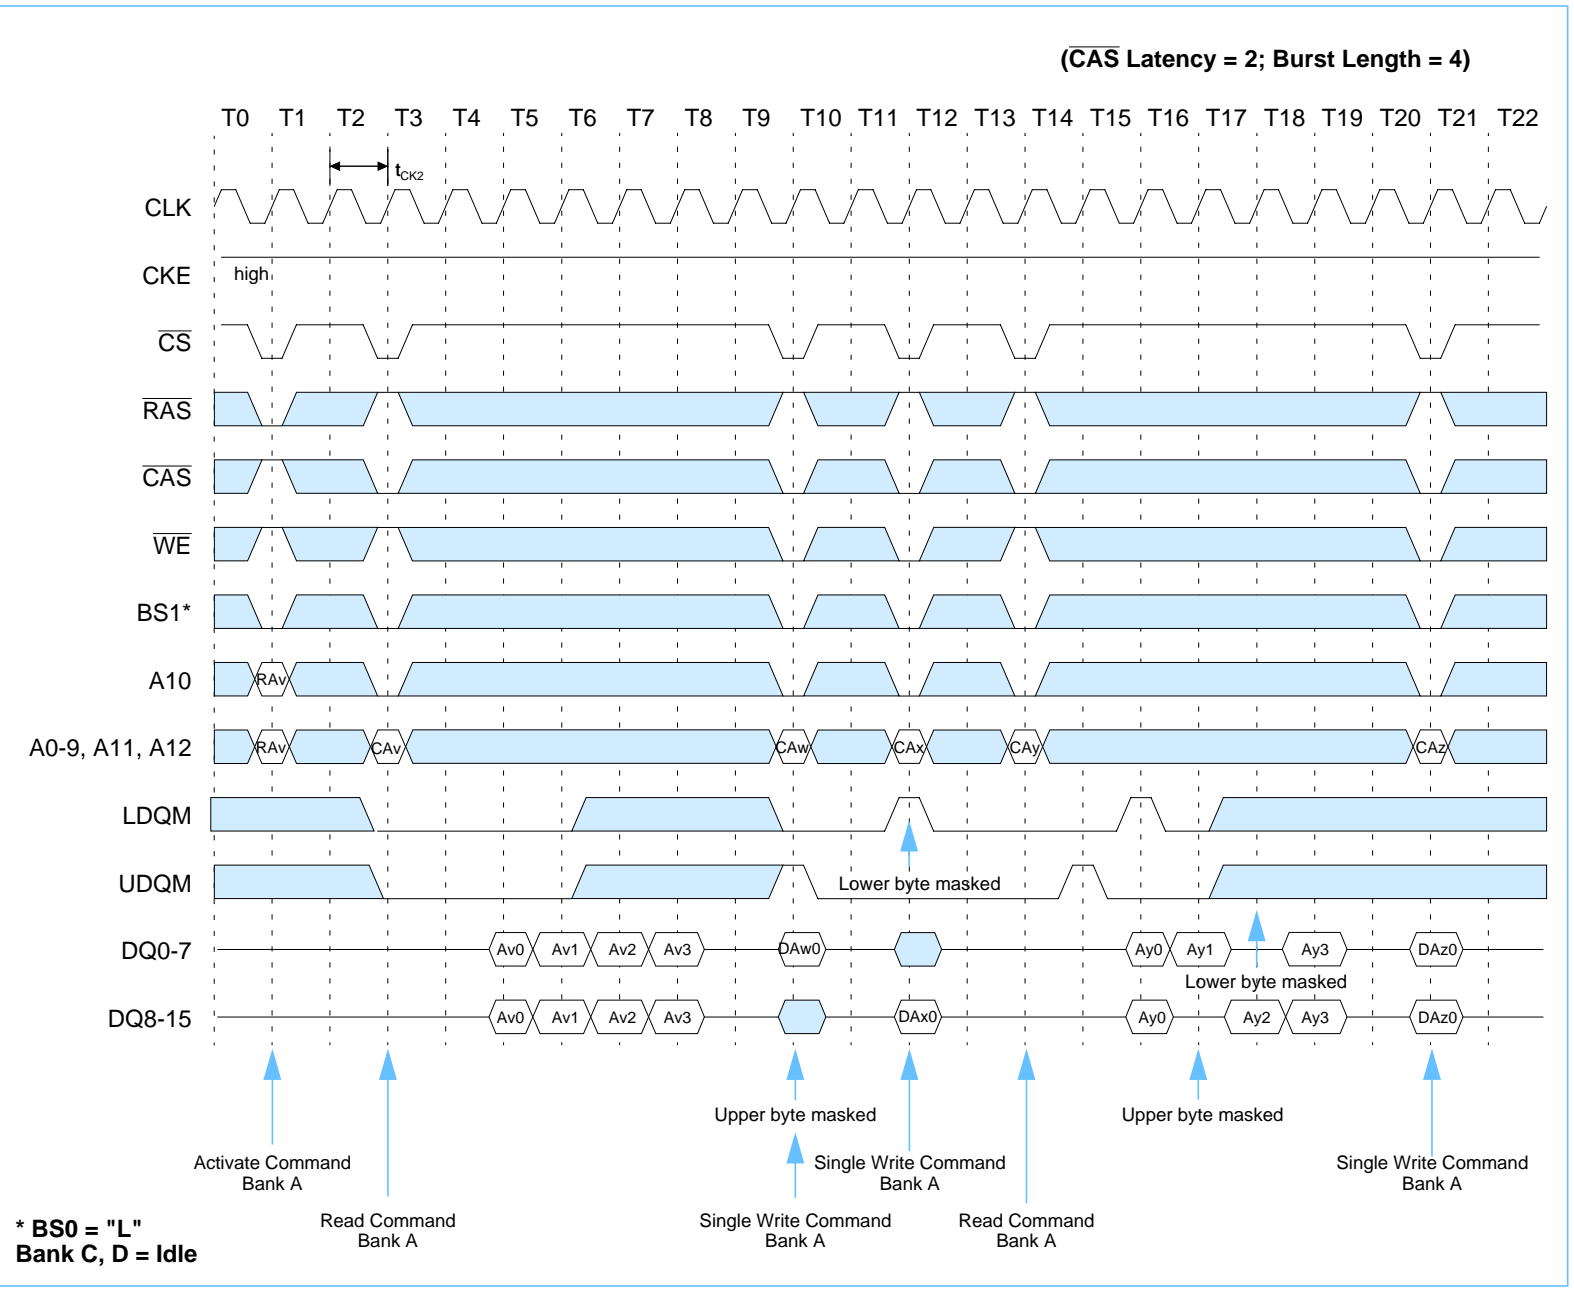 (CAS Latency = 2; Burst Length = 4)
T0 T1 T2 T3 T4 T5 T6 T7 T8 T9 T10 T11 T12 T13 T14 T15 T16 T17 T18 T19 T20 T21 T22
tCK2
CLK
CKE high
CS
RAS
CAS
WE
BS1*
A10 RAv
A0-9, A11, A12 RAv CAv CAw CAx CAy CAz
LDQM
UDQM Lower byte masked
DQ0-7 Av0 Av1 Av2 Av3 DAw0 Ay0 Ay1 Ay3 DAz0
Lower byte masked
DQ8-15 Av0 Av1 Av2 Av3 DAx0 Ay0 Ay2 Ay3 DAz0
Upper byte masked Upper byte masked
Activate Command Single Write Command Single Write Command
Bank A Bank A Bank A
Read Command Single Write Command Read Command
Bank A Bank A Bank A
* BS0 = "L"
Bank C, D = Idle